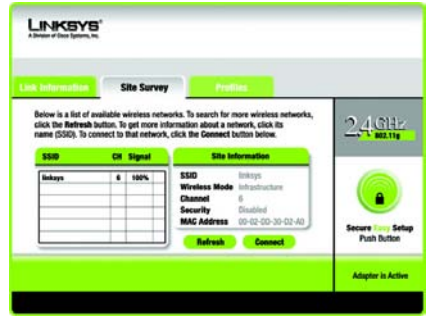 LINKSYS®
A Division of Cisco Systems, Inc.
Link Information
Site Survey
Profiles
Below is a list of available wireless networks. To search for more wireless networks,
click the Refresh button. To get more information about a network, click its
name (SSID). To connect to that network, click the Connect button below.
SSID CH Signal
linksys 6 100%
Site Information
SSID linksys
Wireless Mode Infrastructure
Channel 6
Security Disabled
MAC Address 00-02-DD-30-D2-A0
Refresh
Connect
2.4GHz
802.11g
Secure Easy Setup
Push Button
Adapter is Active